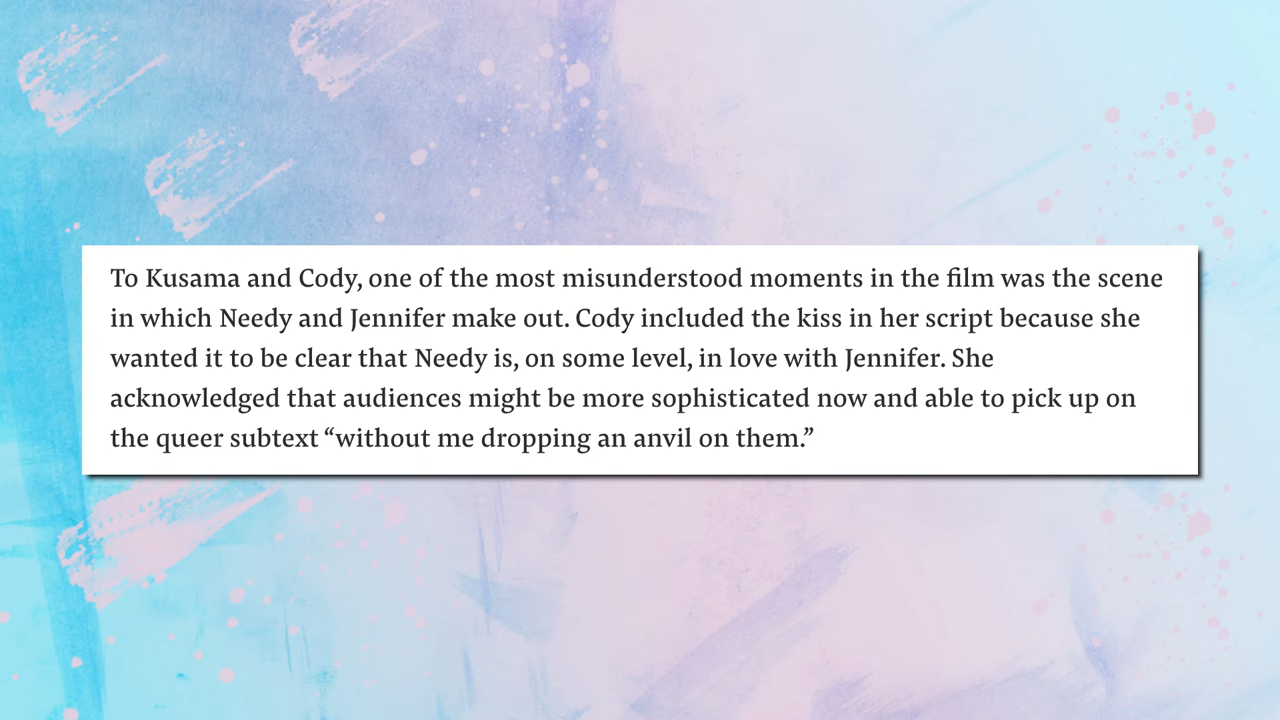 To Kusama and Cody, one of the most misunderstood moments in the film was the scene
in which Needy and Jennifer make out. Cody included the kiss in her script because she
wanted it to be clear that Needy is, on some level, in love with Jennifer. She
acknowledged that audiences might be more sophisticated now and able to pick up on
the queer subtext “without me dropping an anvil on them.”